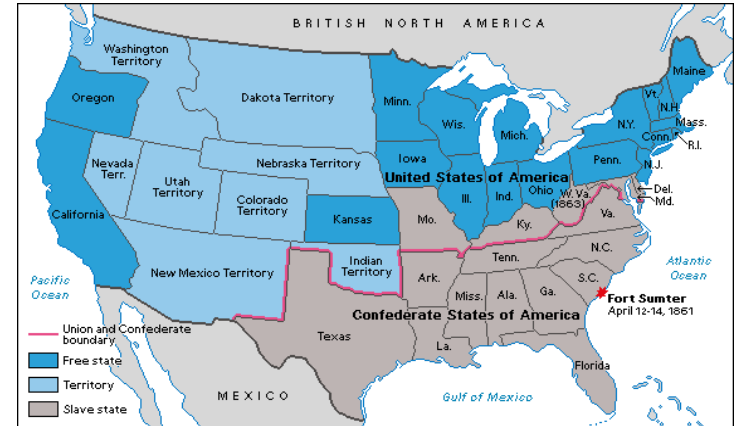 BRITISH NORTH AMERICA
Washington
Territory
Oregon
Dakota Territory
Minn.
Wis.
Mich.
Maine
Vt.
N.H.
Mass.
N.Y.
Conn.
R.I.
Nevada
Terr.
Utah
Territory
Nebraska Territory
Iowa
United States of America
Penn.
N.J.
California
Colorado
Territory
Kansas
Mo.
Ill.
Ind.
Ohio
W. Va.
(1863)
Del.
Md.
Ky.
Va.
New Mexico Territory
Indian
Territory
Tenn.
N.C.
Ark.
S.C.
Atlantic
Ocean
Pacific
Ocean
Miss.
Ala.
Ga.
Fort Sumter
April 12-14, 1861
Confederate States of America
Texas
La.
Florida
MEXICO
Gulf of Mexico
Union and Confederate
boundary
Free state
Territory
Slave state